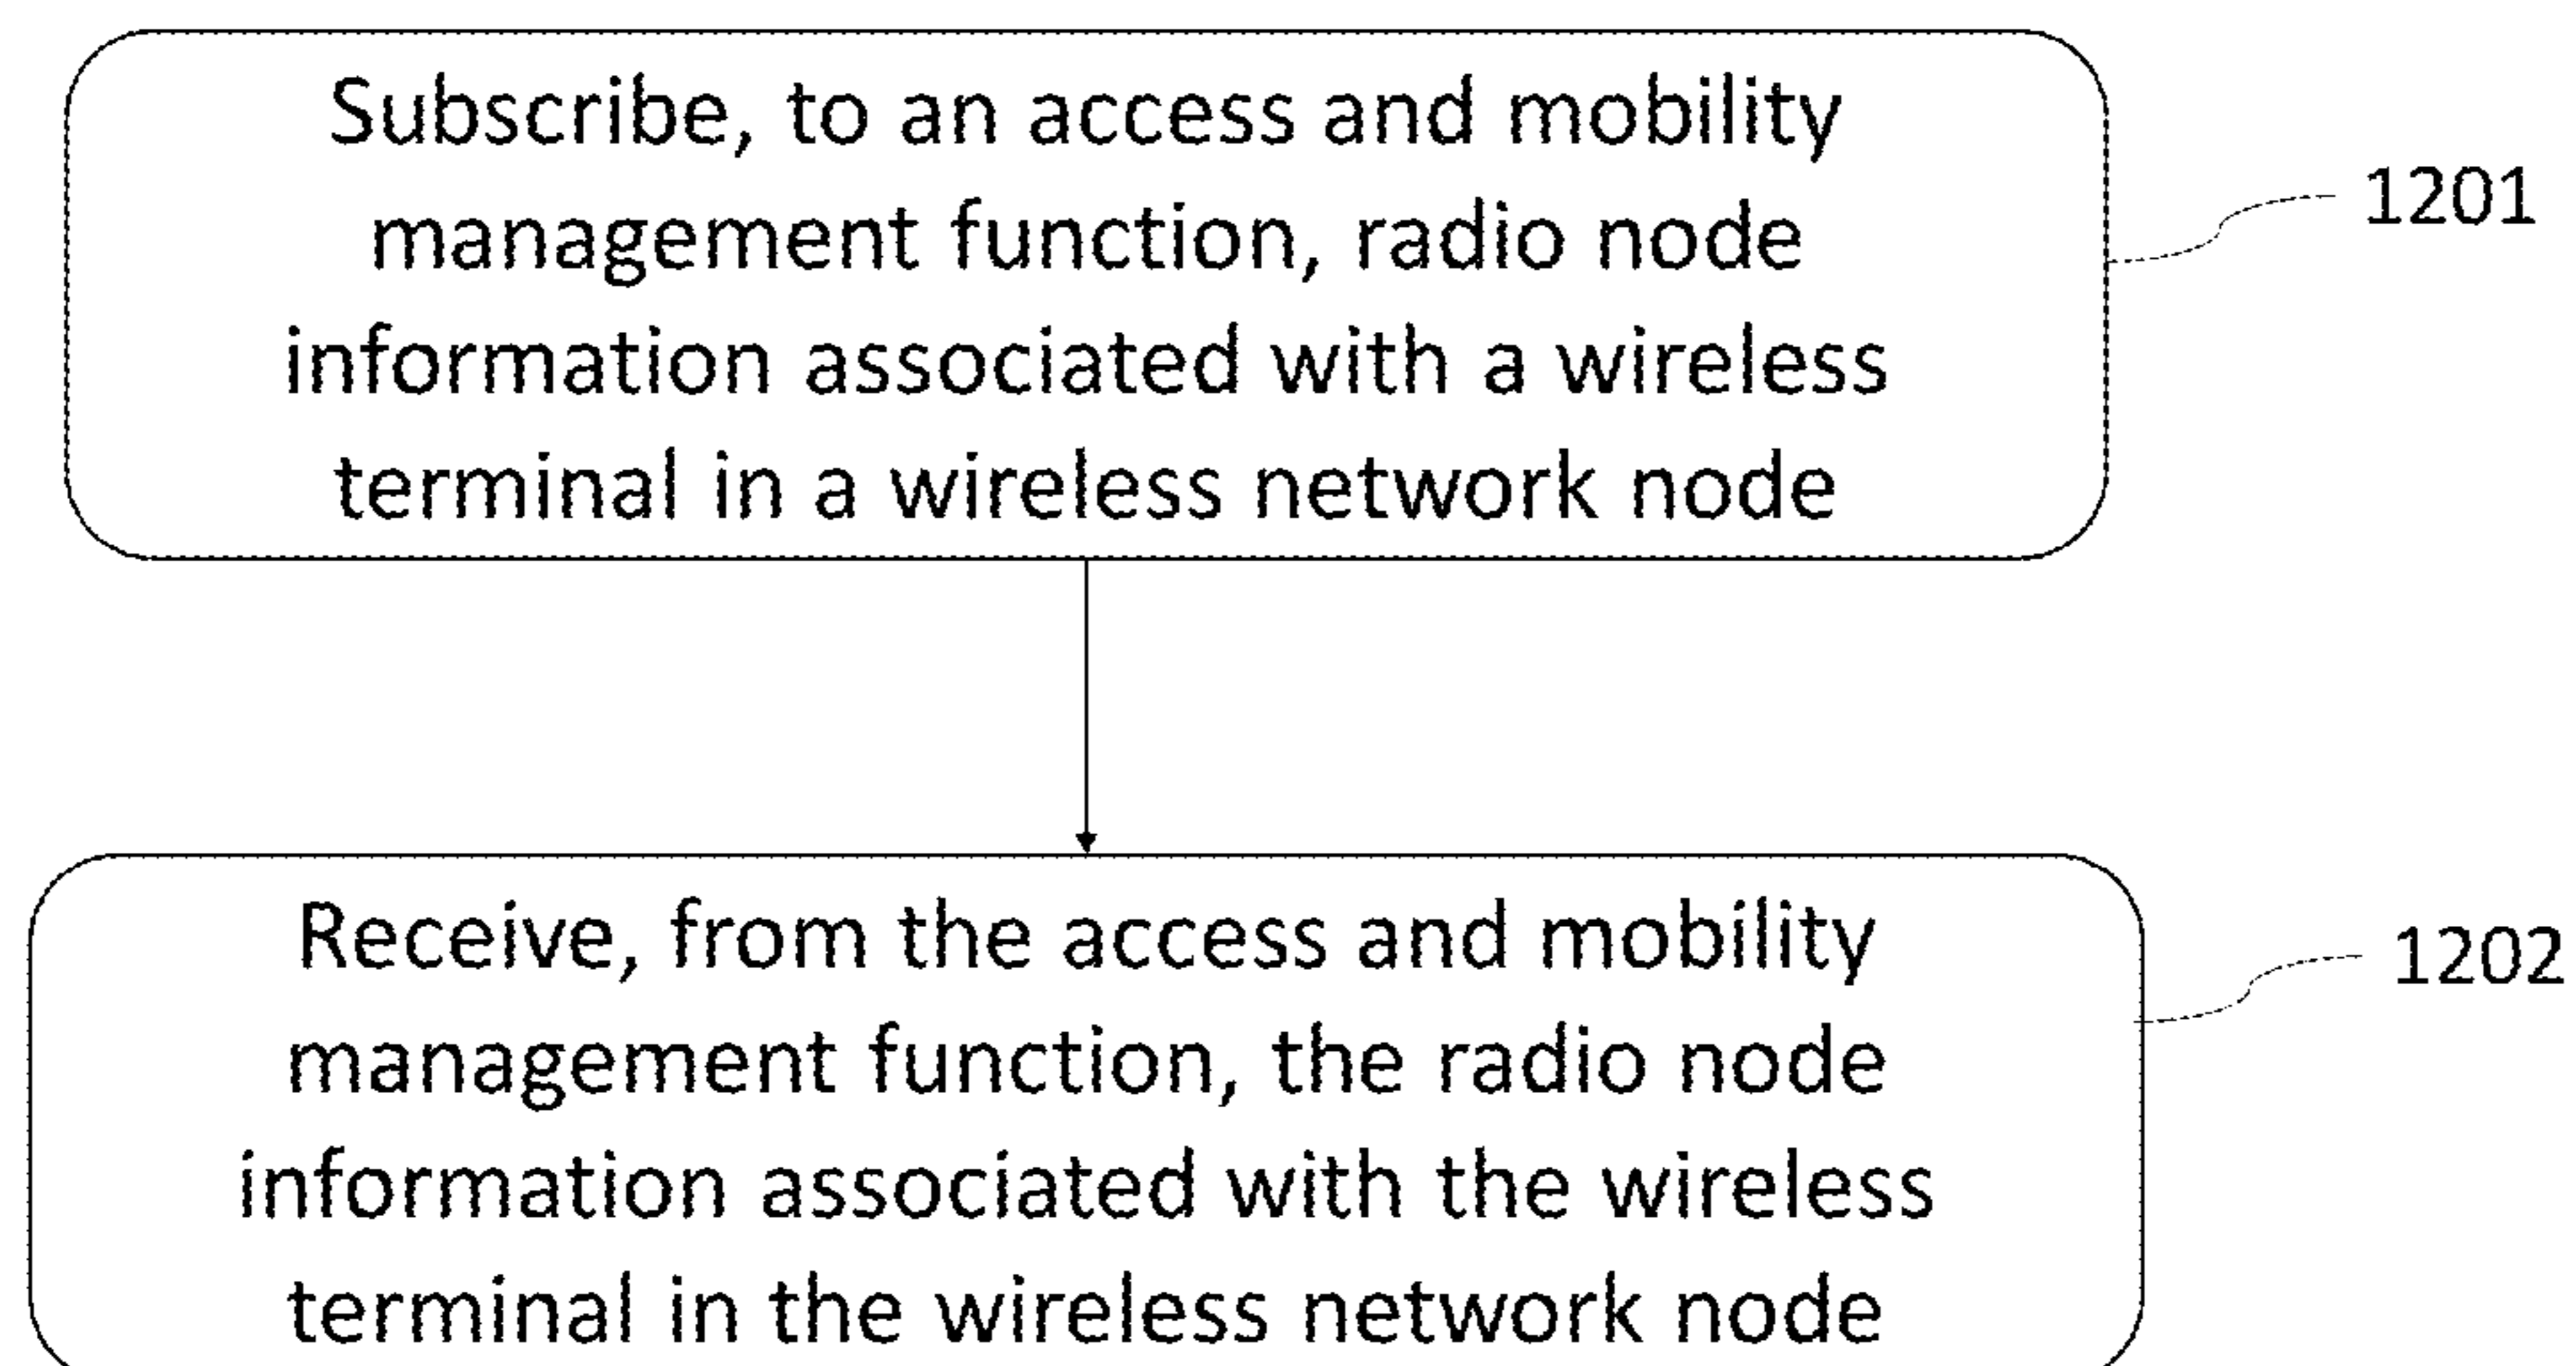 Subscribe, to an access and mobility
management function, radio node
information associated with a wireless
terminal in a wireless network node
1201
Receive, from the access and mobility
management function, the radio node
information associated with the wireless
terminal in the wireless network node
1202